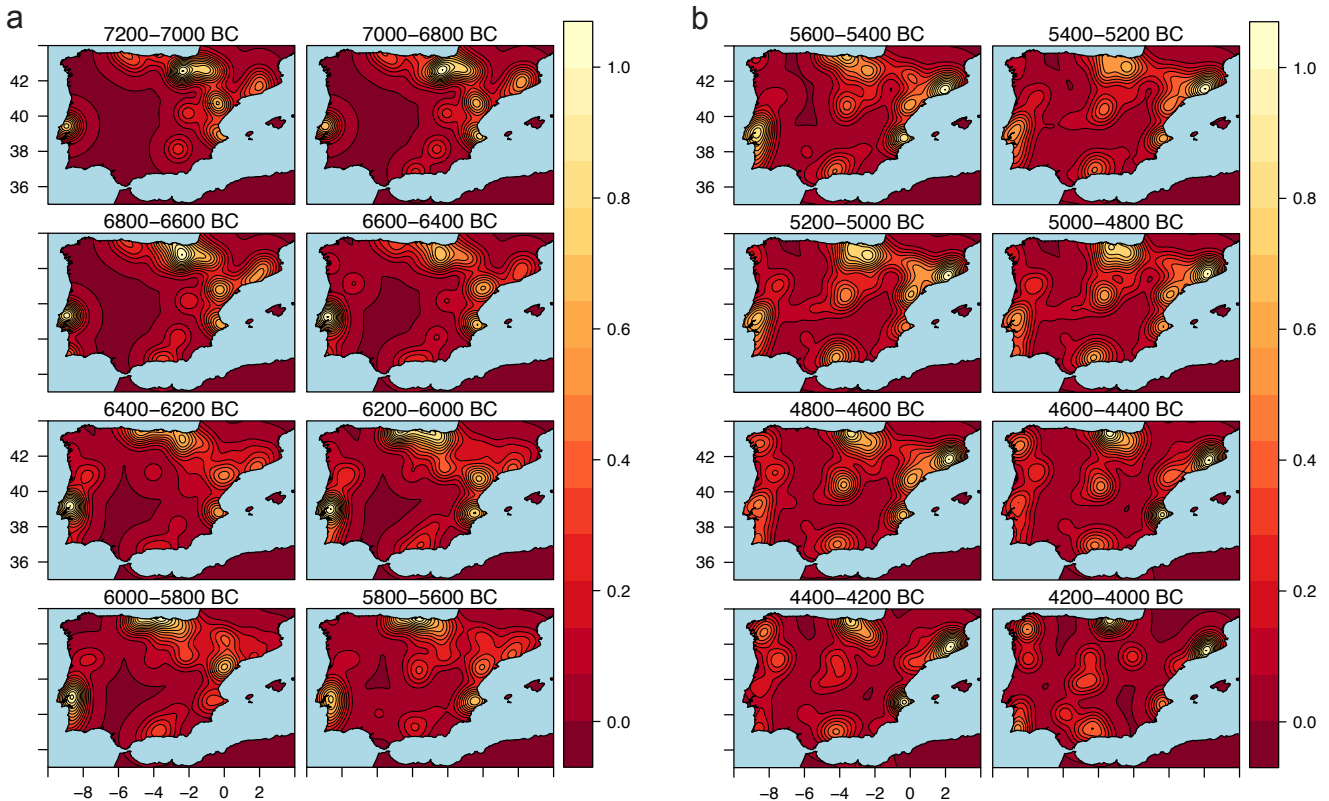 a
b
7200–7000 BC
7000–6800 BC
5600–5400 BC
5400–5200 BC
42
40
38
36
42
40
38
36
6800–6600 BC
6600–6400 BC
5200–5000 BC
5000–4800 BC
6400–6200 BC
6200–6000 BC
4800–4600 BC
4600–4400 BC
42
40
38
36
42
40
38
36
6000–5800 BC
5800–5600 BC
4400–4200 BC
4200–4000 BC
−8 −6 −4 −2 0 2
−8 −6 −4 −2 0 2
1.0
0.8
0.6
0.4
0.2
0.0
1.0
0.8
0.6
0.4
0.2
0.0